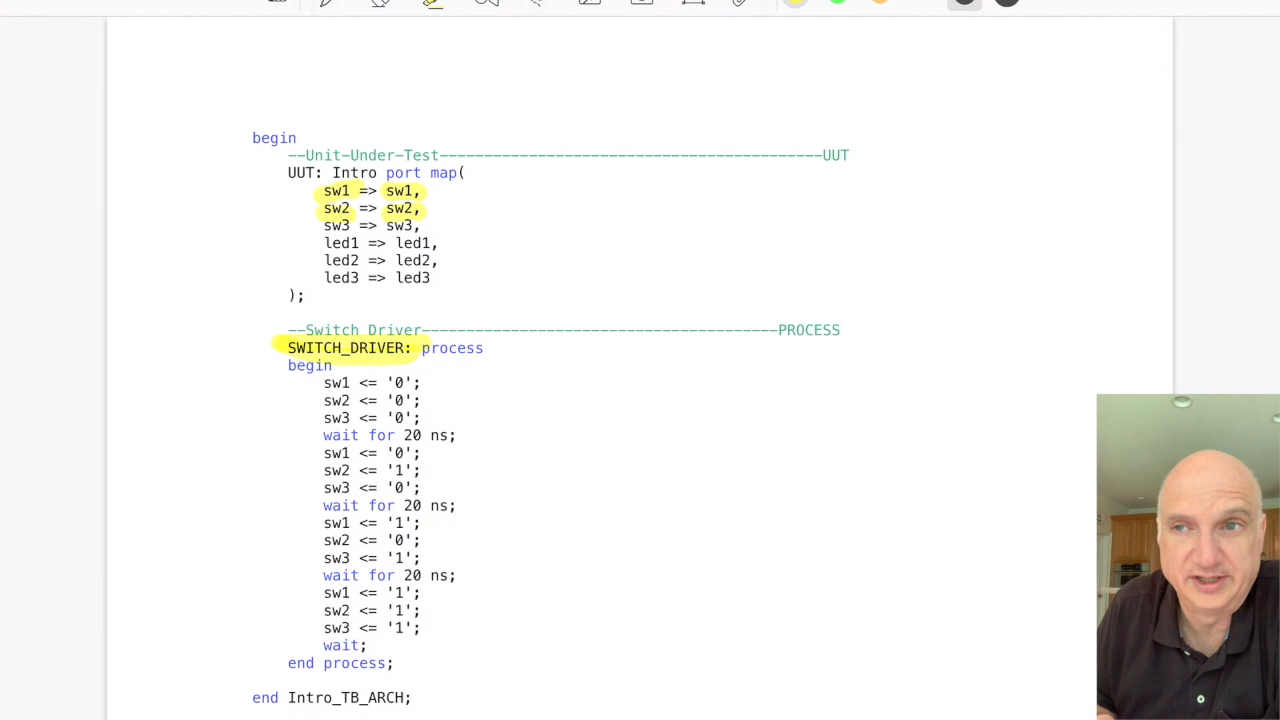 begin
--Unit-Under-Test-------------------------------------------UUT
UUT: Intro port map(
sw1 => sw1,
sw2 => sw2,
sw3 => sw3,
led1 => led1,
led2 => led2,
led3 => led3
);
--Switch Driver----------------------------------------PROCESS
SWITCH_DRIVER: process
begin
sw1 <= '0';
sw2 <= '0';
sw3 <= '0';
wait for 20 ns;
sw1 <= '0';
sw2 <= '1';
sw3 <= '0';
wait for 20 ns;
sw1 <= '1';
sw2 <= '0';
sw3 <= '1';
wait for 20 ns;
sw1 <= '1';
sw2 <= '1';
sw3 <= '1';
wait;
end process;
end Intro_TB_ARCH;